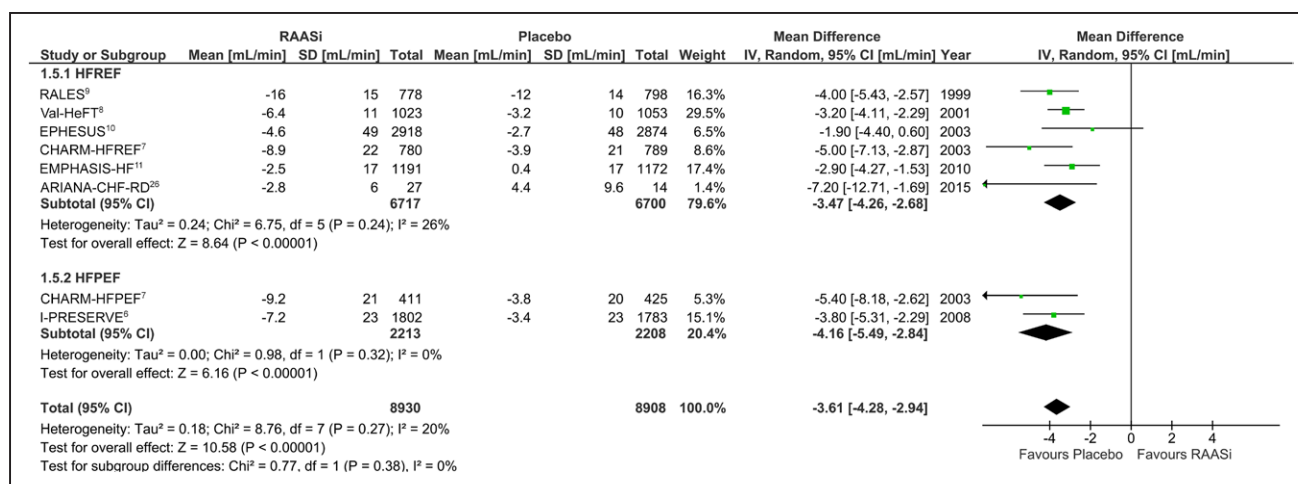 RAASi Placebo Mean Difference Mean Difference
Study or Subgroup Mean [mL/min] SD [mL/min] Total Mean [mL/min] SD [mL/min] Total Weight IV, Random, 95% CI [mL/min] Year IV, Random, 95% CI [mL/min]
1.5.1 HFREF
RALES⁹ -16 15 778 -12 14 798 16.3% -4.00 [-5.43, -2.57] 1999
Val-HeFT⁸ -6.4 11 1023 -3.2 10 1053 29.5% -3.20 [-4.11, -2.29] 2001
EPHESUS¹⁰ -4.6 49 2918 -2.7 48 2874 6.5% -1.90 [-4.40, 0.60] 2003
CHARM-HFREF⁷ -8.9 22 780 -3.9 21 789 8.6% -5.00 [-7.13, -2.87] 2003
EMPHASIS-HF¹¹ -2.5 17 1191 0.4 17 1172 17.4% -2.90 [-4.27, -1.53] 2010
ARIANA-CHF-RD²⁶ -2.8 6 27 4.4 9.6 14 1.4% -7.20 [-12.71, -1.69] 2015
Subtotal (95% CI) 6717 6700 79.6% -3.47 [-4.26, -2.68]
Heterogeneity: Tau² = 0.24; Chi² = 6.75, df = 5 (P = 0.24); I² = 26%
Test for overall effect: Z = 8.64 (P < 0.00001)
1.5.2 HFPEF
CHARM-HFPEF⁷ -9.2 21 411 -3.8 20 425 5.3% -5.40 [-8.18, -2.62] 2003
I-PRESERVE⁶ -7.2 23 1802 -3.4 23 1783 15.1% -3.80 [-5.31, -2.29] 2008
Subtotal (95% CI) 2213 2208 20.4% -4.16 [-5.49, -2.84]
Heterogeneity: Tau² = 0.00; Chi² = 0.98, df = 1 (P = 0.32); I² = 0%
Test for overall effect: Z = 6.16 (P < 0.00001)
Total (95% CI) 8930 8908 100.0% -3.61 [-4.28, -2.94]
Heterogeneity: Tau² = 0.18; Chi² = 8.76, df = 7 (P = 0.27); I² = 20%
Test for overall effect: Z = 10.58 (P < 0.00001)
Test for subgroup differences: Chi² = 0.77, df = 1 (P = 0.38), I² = 0%
-4 -2 0 2 4
Favours Placebo Favours RAASi